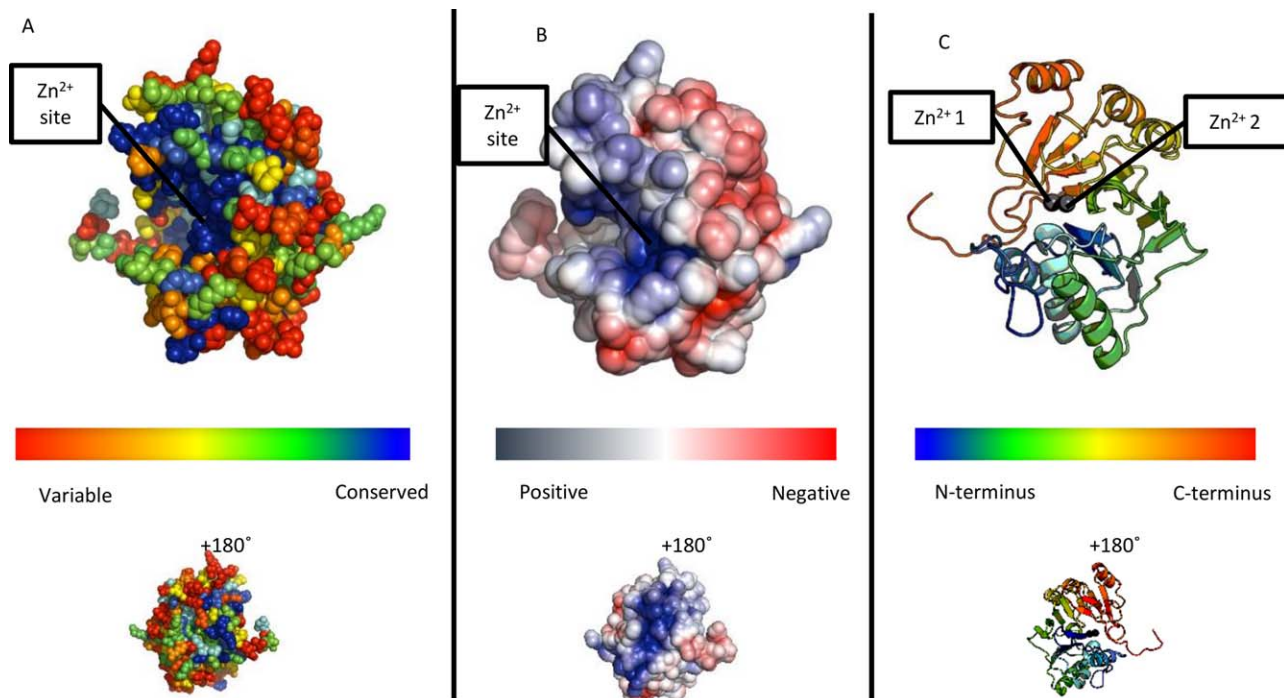 A
Zn²⁺
site
Variable
Conserved
+180˚
B
Zn²⁺
site
Positive
Negative
+180˚
C
Zn²⁺ 1
Zn²⁺ 2
N-terminus
C-terminus
+180˚